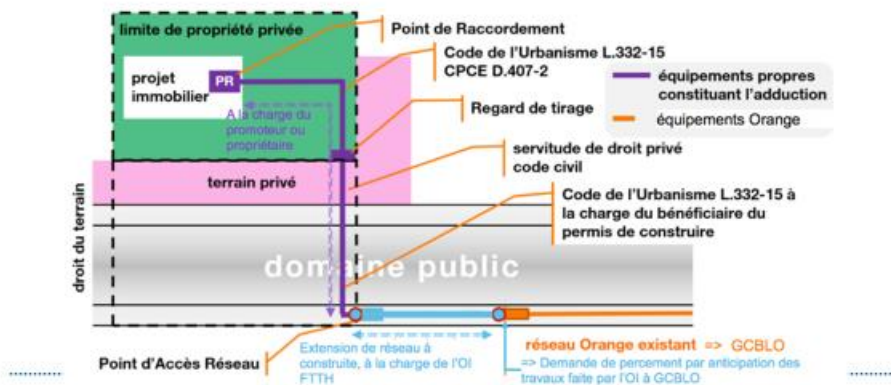 limite de propriété privée
Point de Raccordement
Code de l'Urbanisme L.332-15
CPCE D.407-2
projet
immobilier
PR
équipements propres
constituant l'adduction
équipements Orange
A la charge du
promoteur ou
propriétaire
Regard de tirage
servitude de droit privé
code civil
terrain privé
Code de l'Urbanisme L.332-15 à
la charge du bénéficiaire du
permis de construire
droit du terrain
domaine public
Point d'Accès Réseau
Extension de réseau à
construite, à la charge de l'OI
FTTH
réseau Orange existant => GCBLO
=> Demande de percement par anticipation des
travaux faite par l'OI à GCBLO